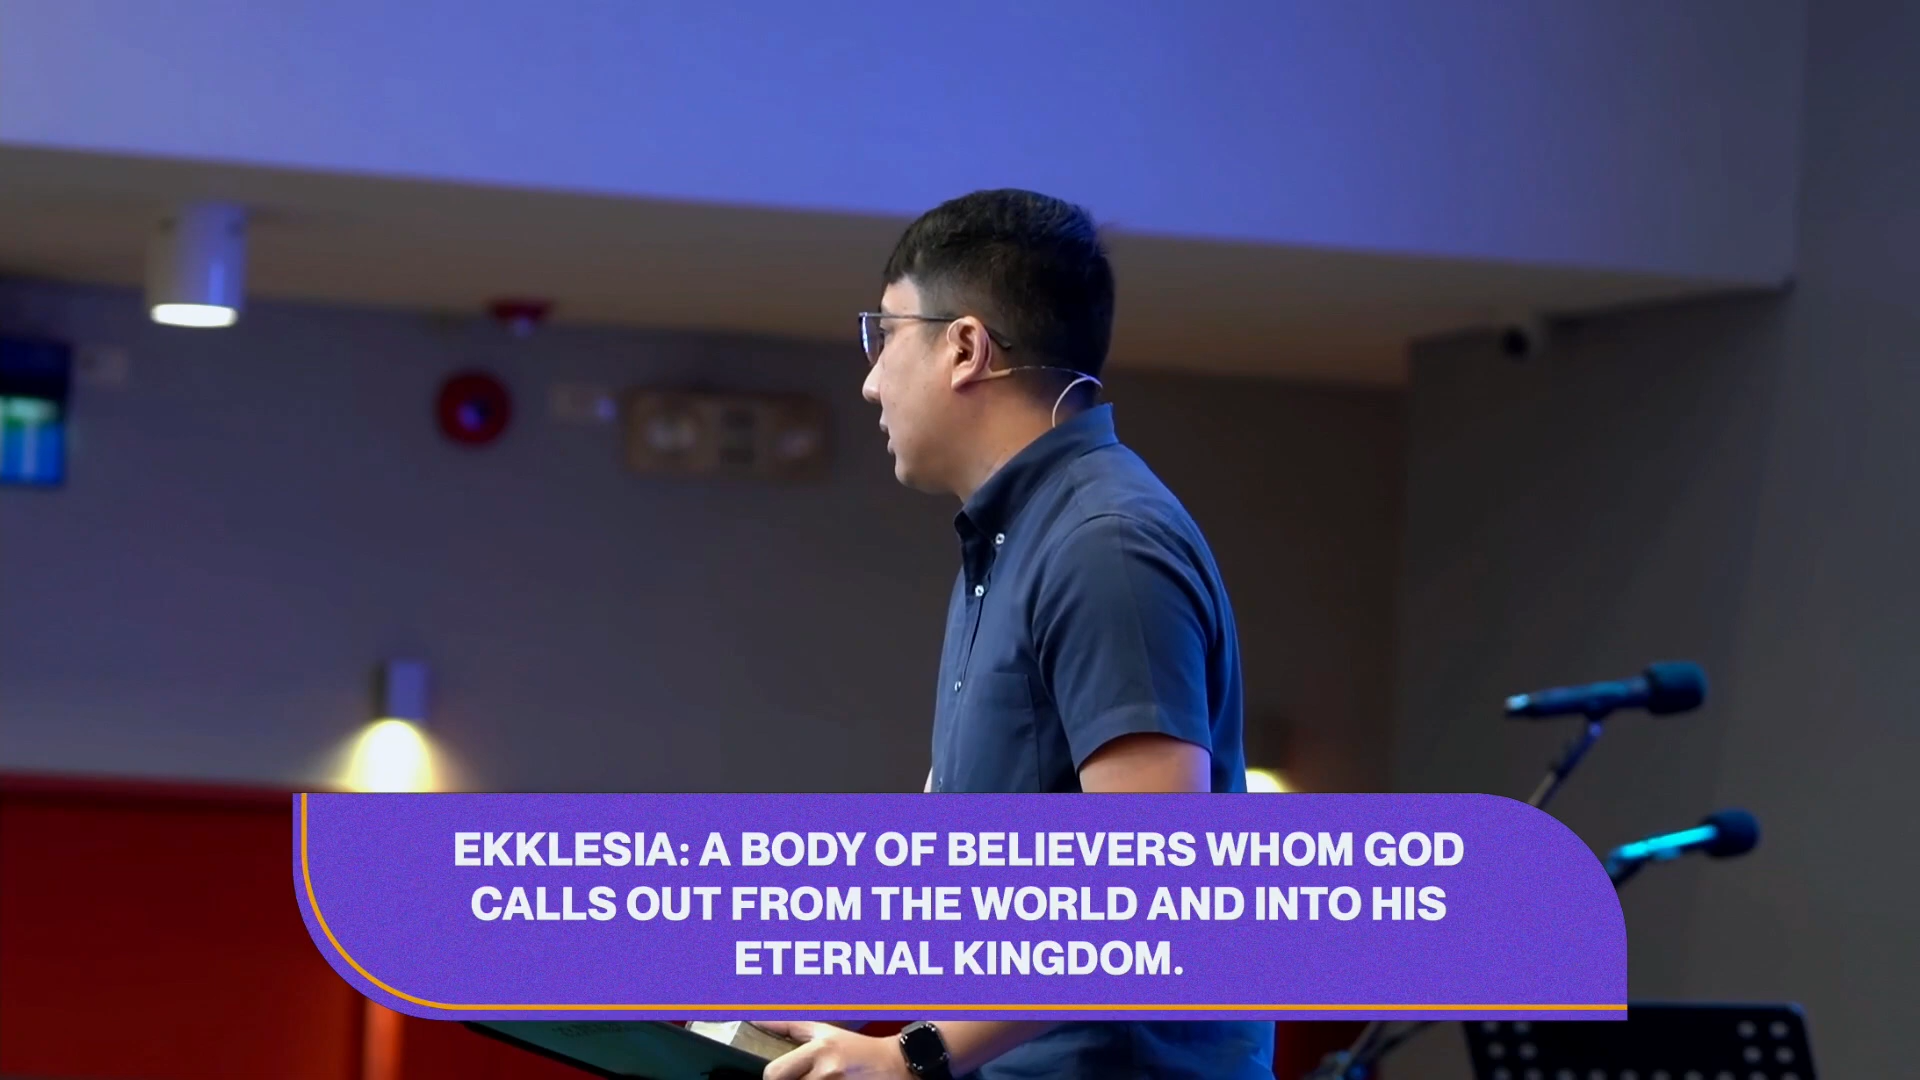 EKKLESIA: A BODY OF BELIEVERS WHOM GOD
CALLS OUT FROM THE WORLD AND INTO HIS
ETERNAL KINGDOM.